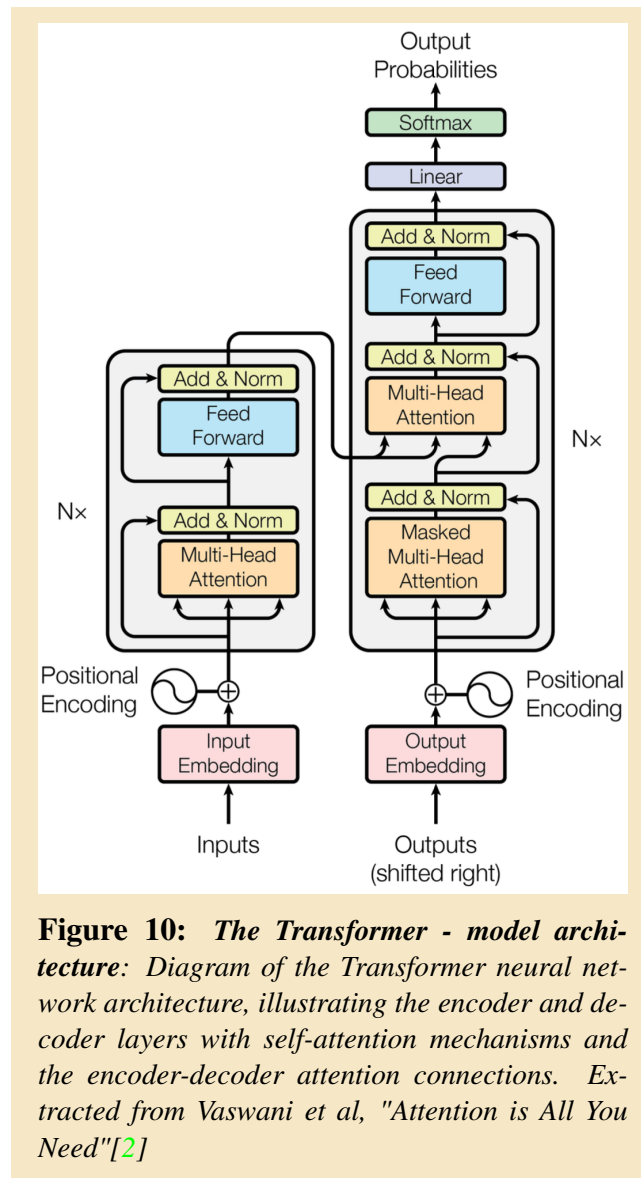 Output
Probabilities
Softmax
Linear
Add & Norm
Feed
Forward
Add & Norm
Multi-Head
Attention
Add & Norm
Masked
Multi-Head
Attention
N×
Add & Norm
Feed
Forward
Add & Norm
Multi-Head
Attention
N×
Positional
Encoding
Positional
Encoding
Input
Embedding
Output
Embedding
Inputs
Outputs
(shifted right)
Figure 10: The Transformer - model archi-
tecture: Diagram of the Transformer neural net-
work architecture, illustrating the encoder and de-
coder layers with self-attention mechanisms and
the encoder-decoder attention connections. Ex-
tracted from Vaswani et al, "Attention is All You
Need"[2]